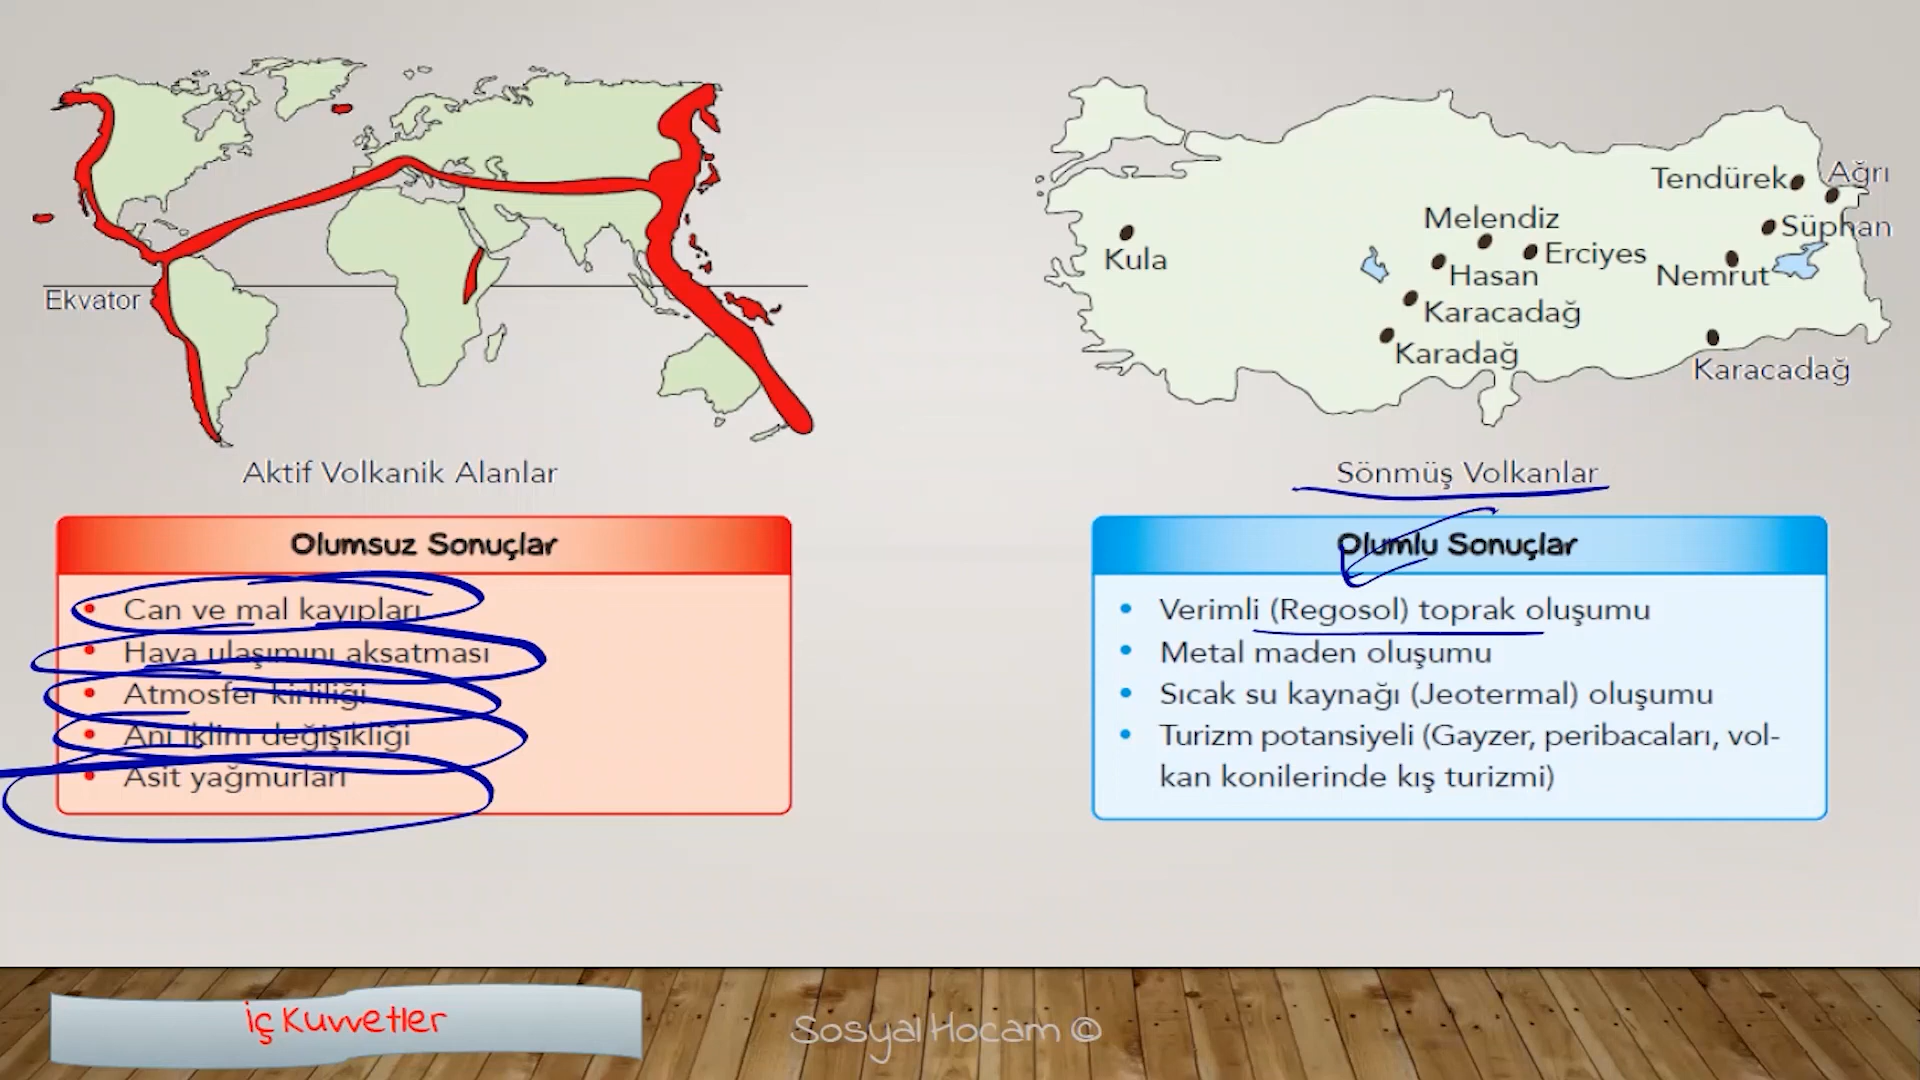 Ekvator
Aktif Volkanik Alanlar
Tendürek
Ağrı
Melendiz
Süphan
Kula
Erciyes
Hasan
Nemrut
Karacadağ
Karadağ
Karacadağ
Sönmüş Volkanlar
Olumsuz Sonuçlar
• Can ve mal kayıpları
• Hava ulaşımını aksatması
• Atmosfer kirliliği
• Ani iklim değişikliği
• Asit yağmurları
Olumlu Sonuçlar
• Verimli (Regosol) toprak oluşumu
• Metal maden oluşumu
• Sıcak su kaynağı (Jeotermal) oluşumu
• Turizm potansiyeli (Gayzer, peribacaları, vol-
kan konilerinde kış turizmi)
İç Kuvvetler
Sosyal Hocam ©